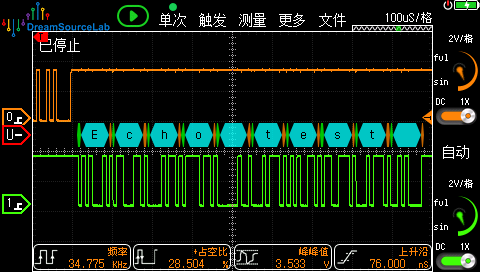 DreamSourceLab
单次 触发 测量 更多 文件
100uS/格
已停止
T
2V/格
ful
sin
DC 1X
0
U
E c h o t e s t
自动
2V/格
ful
sin
1
DC 1X
频率
34.775 KHz
↑占空比
28.504 %
峰峰值
3.533 V
上升沿
76.000 nS